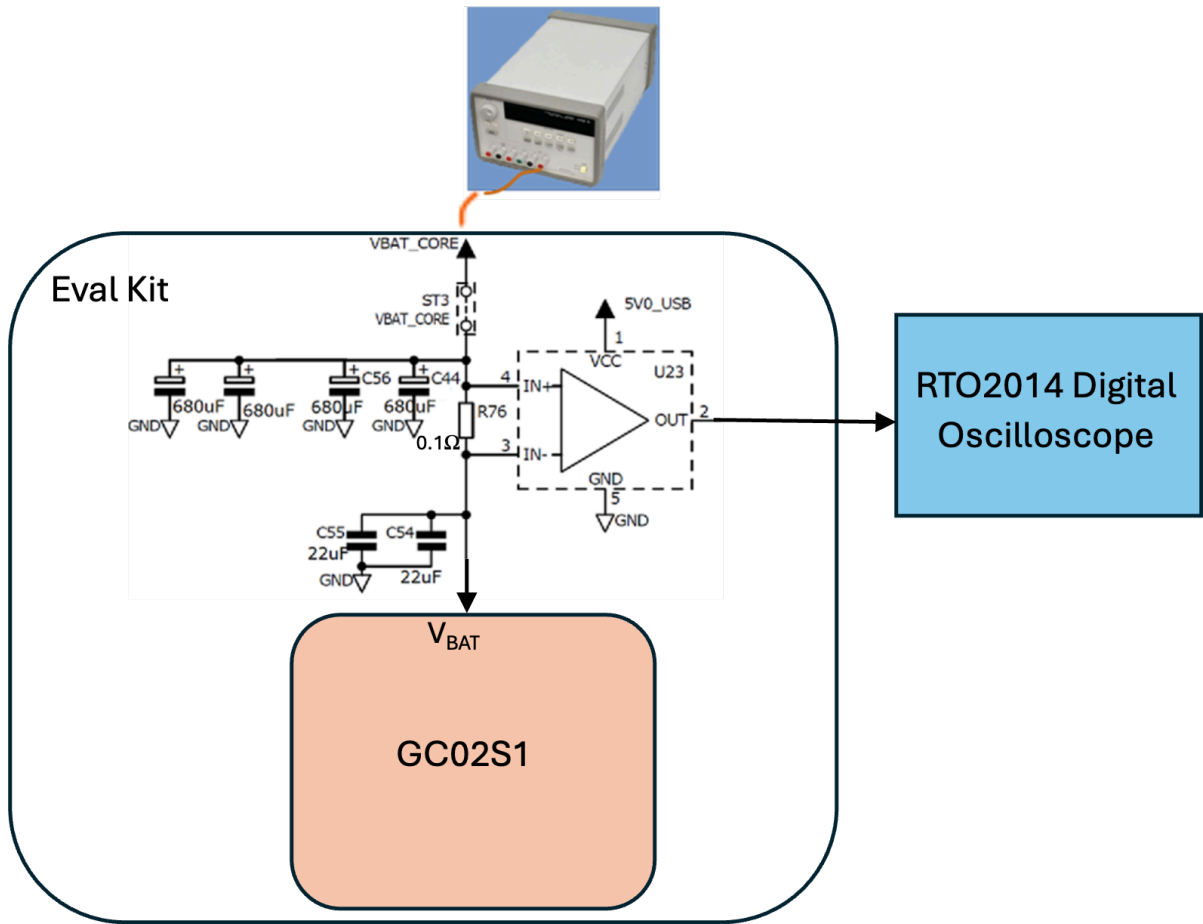 VBAT_CORE
Eval Kit
ST3
VBAT_CORE
5V0_USB
1
VCC
U23
+
+
+
C56
+
C44
4
IN+
680uF
680uF
680uF
680uF
R76
OUT
2
GND
GND
GND
GND
0.1Ω
3
IN-
GND
5
GND
RTO2014 Digital
Oscilloscope
C55
C54
22uF
22uF
GND
VBAT
GC02S1